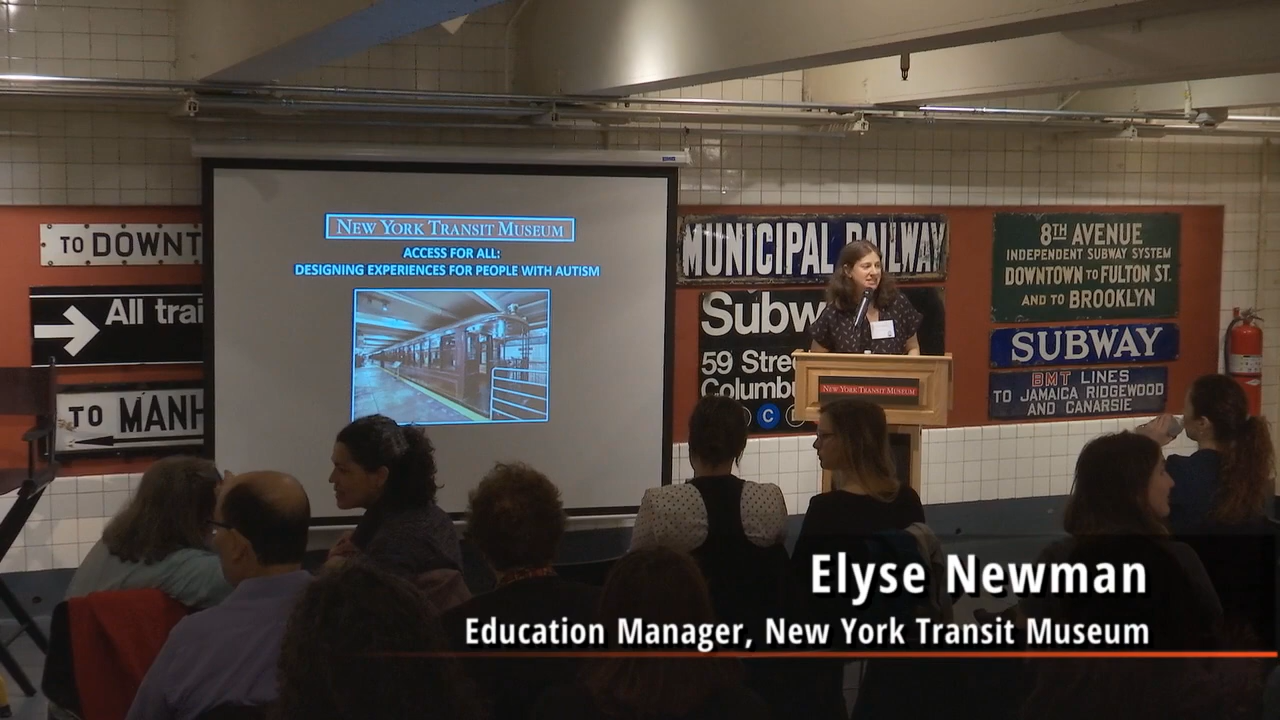 TO DOWNT
All trai
TO MANH
NEW YORK TRANSIT MUSEUM
ACCESS FOR ALL:
DESIGNING EXPERIENCES FOR PEOPLE WITH AUTISM
MUNICIPAL RAILWAY
Subw
59 Stree
Columbu
C
NEW YORK TRANSIT MUSEUM
8TH AVENUE
INDEPENDENT SUBWAY SYSTEM
DOWNTOWN TO FULTON ST.
AND TO BROOKLYN
SUBWAY
BMT LINES
TO JAMAICA RIDGEWOOD
AND CANARSIE
Elyse Newman
Education Manager, New York Transit Museum